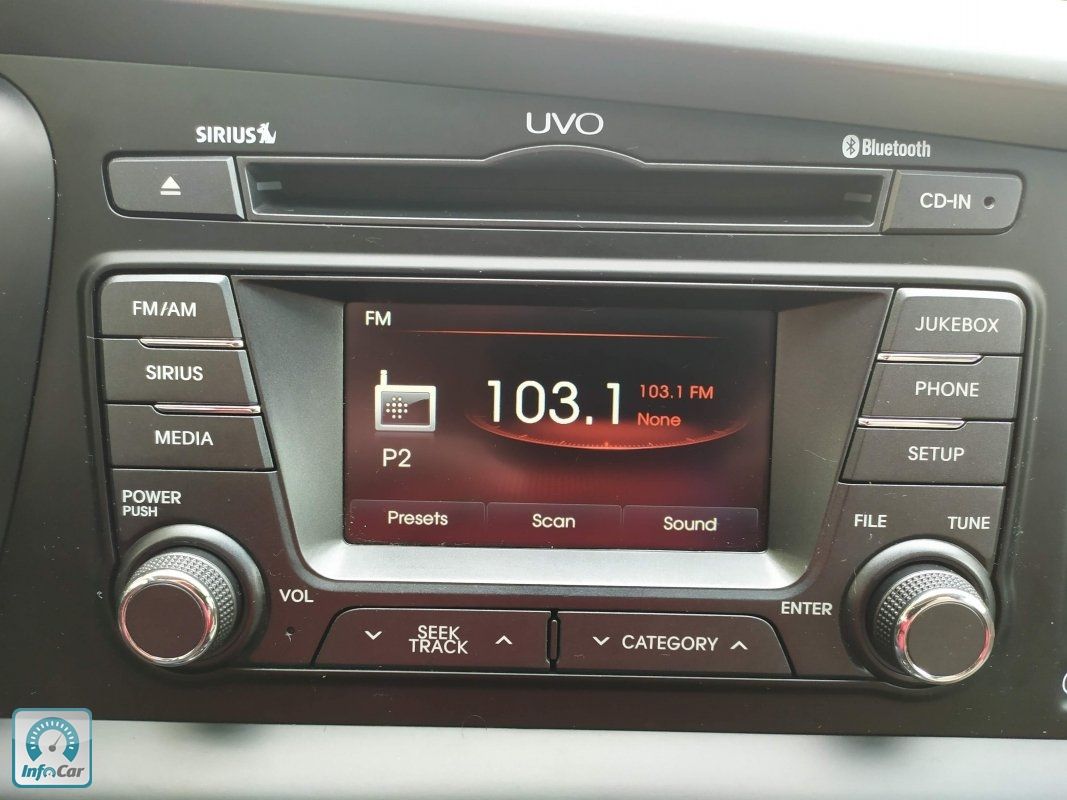 SIRIUS
UVO
Bluetooth
CD-IN
FM/AM
SIRIUS
MEDIA
POWER
PUSH
VOL
FM
103.1
103.1 FM
None
P2
Presets
Scan
Sound
JUKEBOX
PHONE
SETUP
FILE
TUNE
ENTER
SEEK
TRACK
CATEGORY
InfoCar